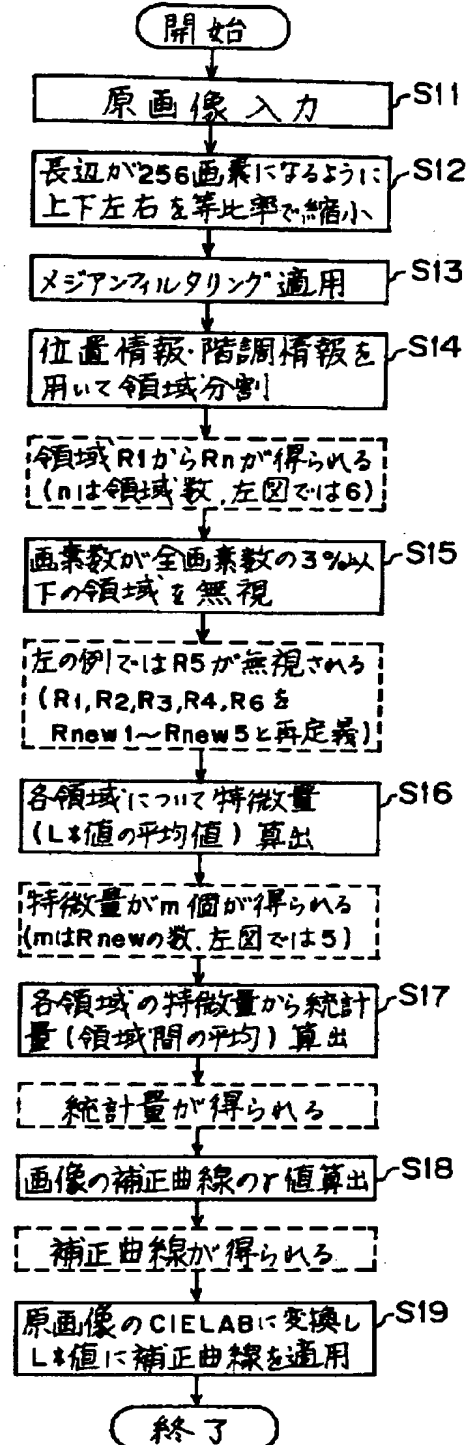 開始
原画像入力
S11
長辺が256画素になるように
上下左右を等比率で縮小
S12
メジアンフィルタリング適用
S13
位置情報・階調情報を
用いて領域分割
S14
領域R1からRnが得られる
(nは領域数、左図では6)
画素数が全画素数の3%以
下の領域を無視
S15
左の例ではR5が無視される
(R1,R2,R3,R4,R6を
Rnew1~Rnew5と再定義)
各領域について特徴量
(L*値の平均値)算出
S16
特徴量がm個が得られる
(mはRnewの数、左図では5)
各領域の特徴量から統計
量(領域間の平均)算出
S17
統計量が得られる
画像の補正曲線のγ値算出
S18
補正曲線が得られる
原画像のCIELABに変換し
L*値に補正曲線を適用
S19
終了